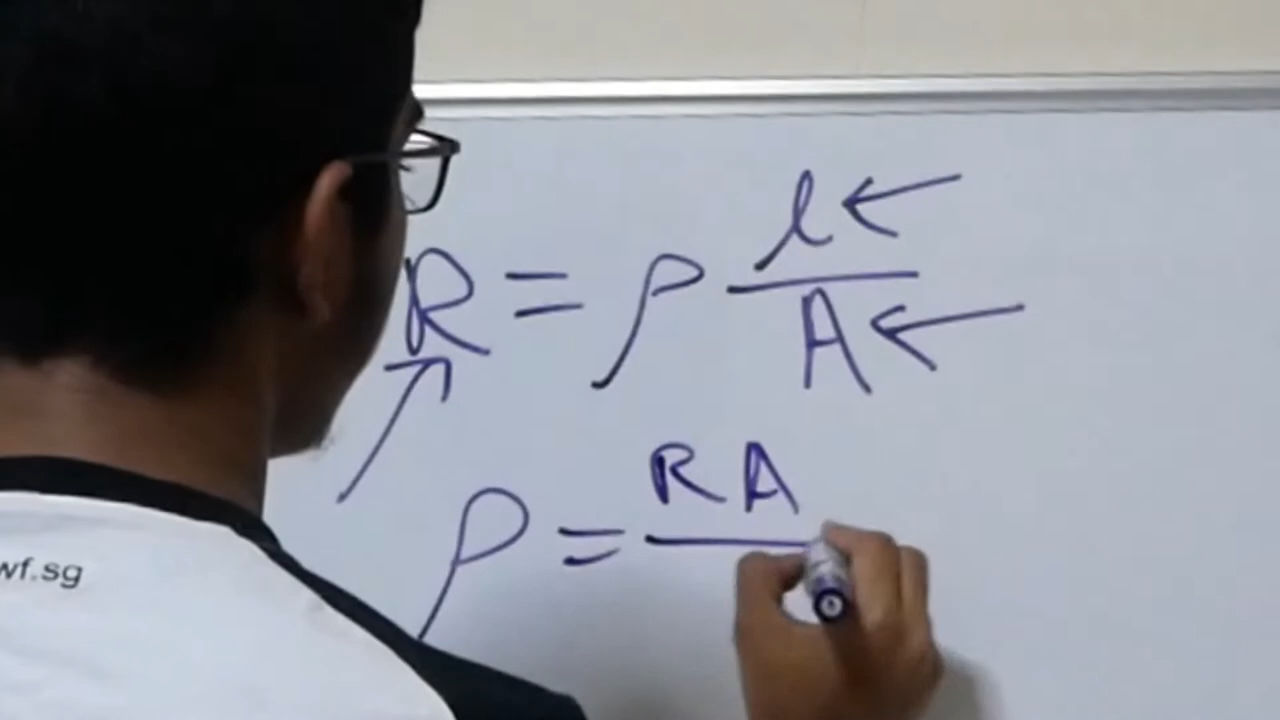 R = ρ l/A
ρ = RA
wf.sg